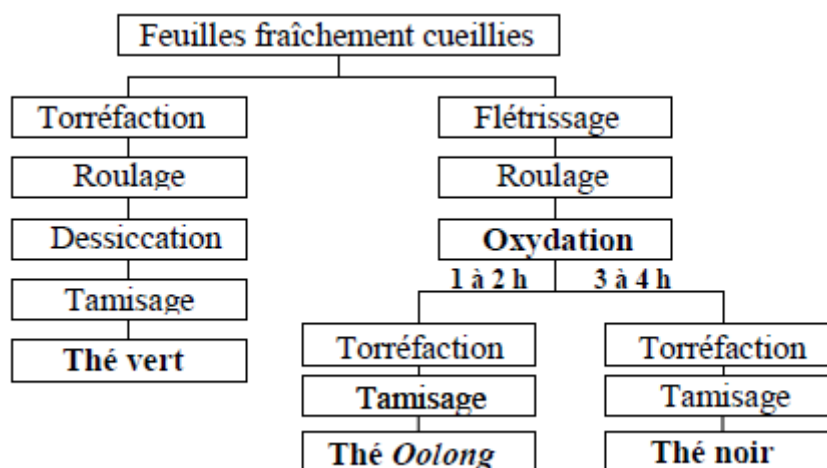 Feuilles fraîchement cueillies
Torréfaction
Roulage
Dessiccation
Tamisage
Thé vert
Flétrissage
Roulage
Oxydation
1 à 2 h
3 à 4 h
Torréfaction
Tamisage
Thé Oolong
Torréfaction
Tamisage
Thé noir